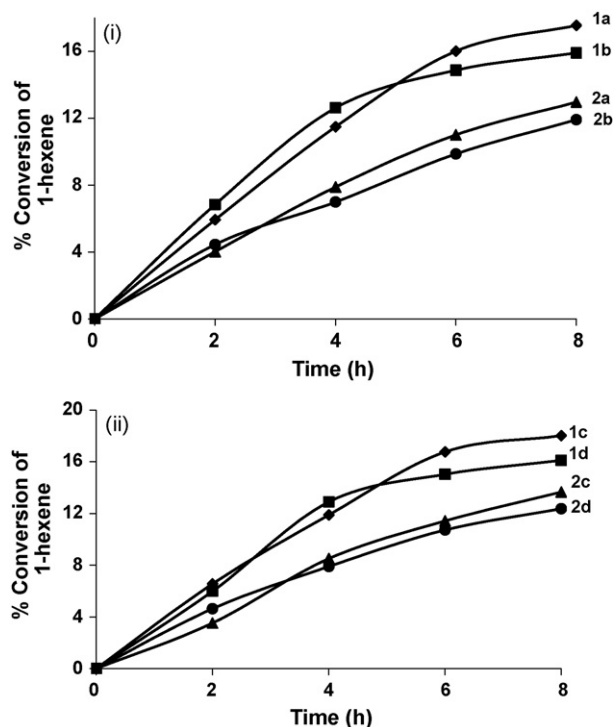 (i)
% Conversion of
1-hexene
16
12
8
4
0
0 2 4 6 8
Time (h)
1a
1b
2a
2b
(ii)
% Conversion of
1-hexene
20
16
12
8
4
0
0 2 4 6 8
Time (h)
1c
1d
2c
2d